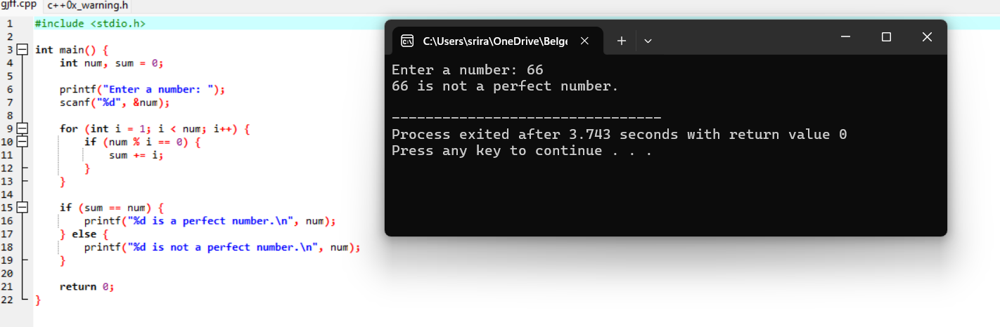 gjff.cpp c++0x_warning.h
1 #include <stdio.h>
2
3 int main() {
4 int num, sum = 0;
5
6 printf("Enter a number: ");
7 scanf("%d", &num);
8
9 for (int i = 1; i < num; i++) {
10 if (num % i == 0) {
11 sum += i;
12 }
13 }
14
15 if (sum == num) {
16 printf("%d is a perfect number.\n", num);
17 } else {
18 printf("%d is not a perfect number.\n", num);
19 }
20
21 return 0;
22 }
C:\Users\srira\OneDrive\Belge
Enter a number: 66
66 is not a perfect number.
--------------------------------
Process exited after 3.743 seconds with return value 0
Press any key to continue . . .